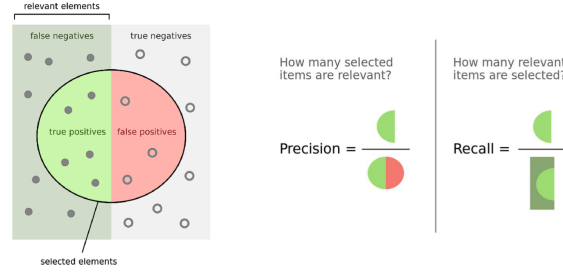 relevant elements
false negatives
true negatives
true positives
false positives
selected elements
How many selected
items are relevant?
Precision =
How many relevant
items are selected?
Recall =